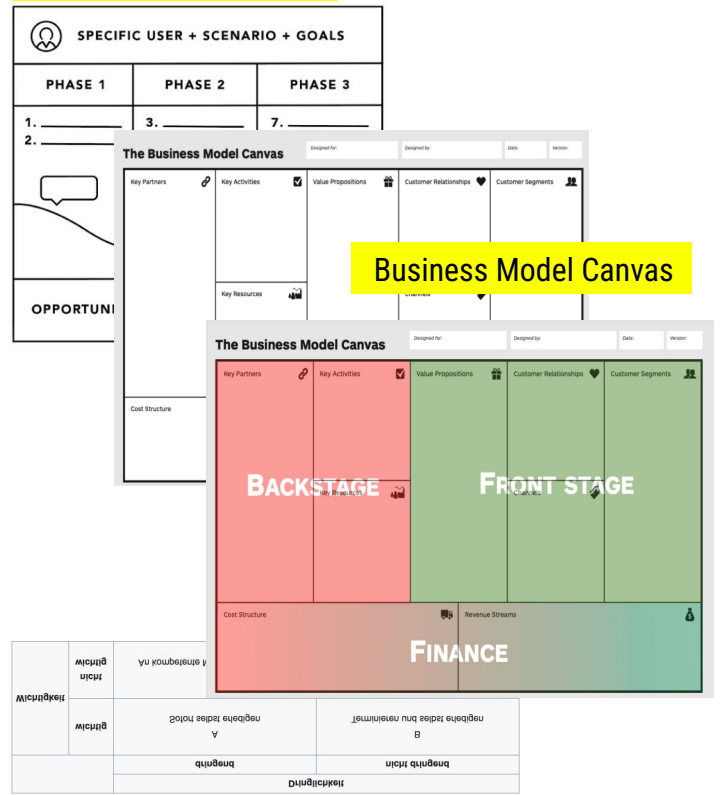 SPECIFIC USER + SCENARIO + GOALS
PHASE 1 PHASE 2 PHASE 3
1. 3. 7.
2.
OPPORTUNI
The Business Model Canvas
Designed for: Designed by: Date: Version:
Key Partners Key Activities Value Propositions Customer Relationships Customer Segments
Business Model Canvas
Key Resources Channels
Cost Structure
The Business Model Canvas
Designed for: Designed by: Date: Version:
Key Partners Key Activities Value Propositions Customer Relationships Customer Segments
BACKSTAGE FRONT STAGE
Key Resources Channels
Cost Structure Revenue Streams
FINANCE
Wichtigkeit
nicht
wichtig
An kompetente
wichtig
A
Sofort selbst erledigen
B
Terminieren und selbst erledigen
dringend nicht dringend
Dringlichkeit